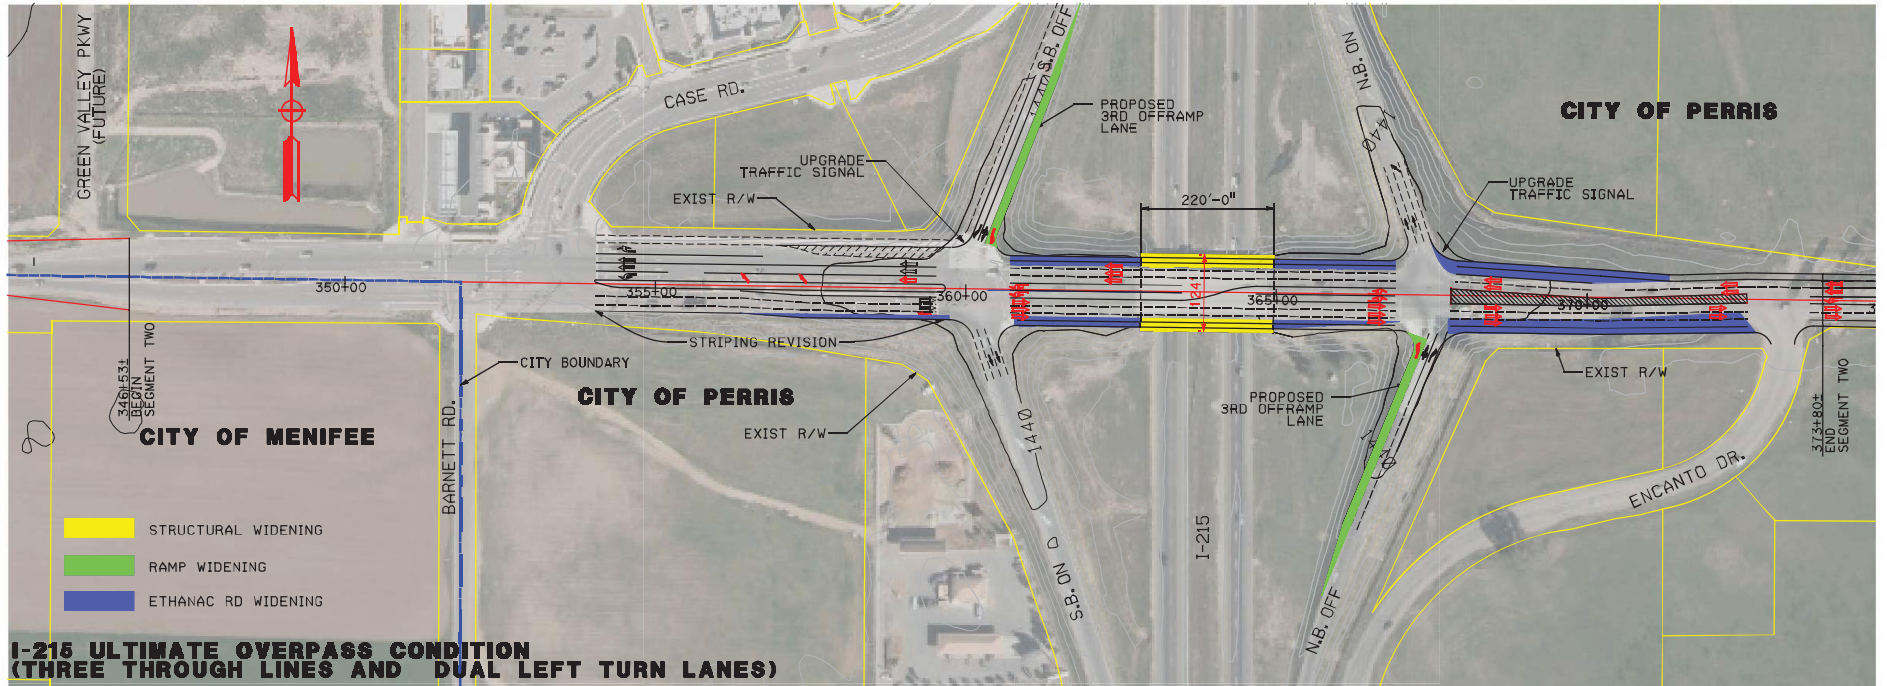 GREEN VALLEY PKWY
(FUTURE)
CASE RD.
S.B. OFF
N.B. ON
PROPOSED
3RD OFFRAMP
LANE
CITY OF PERRIS
1440
UPGRADE
TRAFFIC SIGNAL
EXIST R/W
220'-0"
UPGRADE
TRAFFIC SIGNAL
350+00
355+00
360+00
124'
365+00
370+00
STRIPING REVISION
346+53±
BEGIN
SEGMENT TWO
CITY BOUNDARY
CITY OF PERRIS
EXIST R/W
PROPOSED
3RD OFFRAMP
LANE
EXIST R/W
373+80±
END
SEGMENT TWO
CITY OF MENIFEE
BARNETT RD.
1440
ENCANTO DR.
I-215
S.B. ON
N.B. OFF
STRUCTURAL WIDENING
RAMP WIDENING
ETHANAC RD WIDENING
I-215 ULTIMATE OVERPASS CONDITION
(THREE THROUGH LINES AND DUAL LEFT TURN LANES)